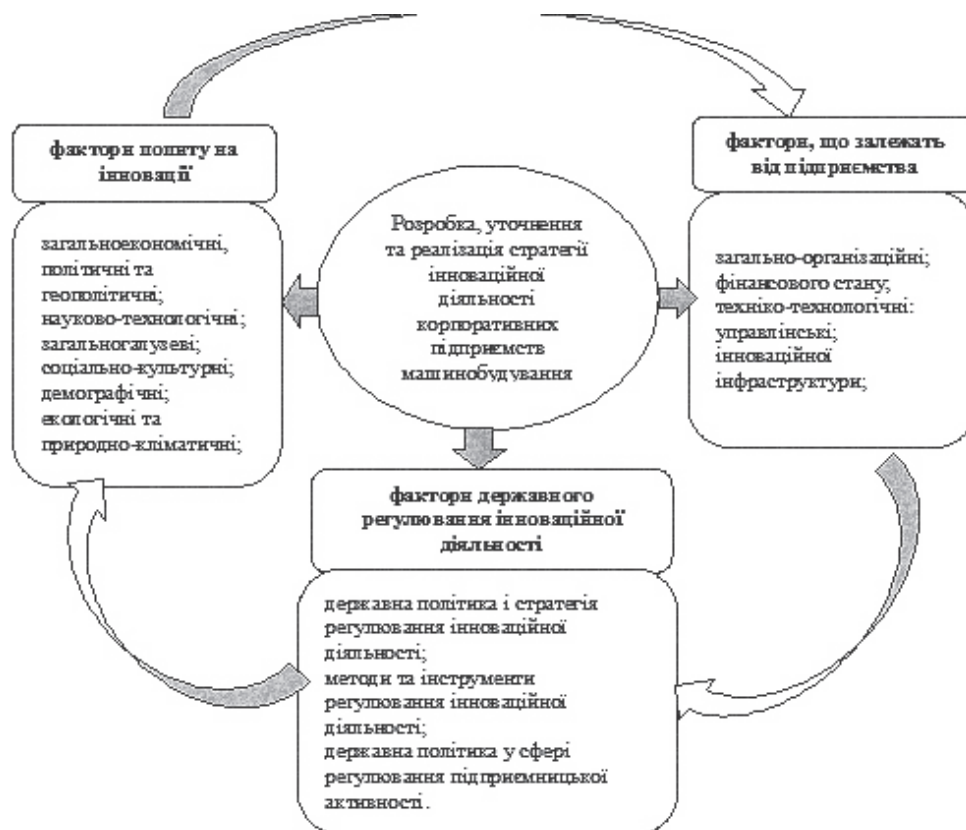 фактори попиту на
інновації
загальноекономічні,
політичні та
геополітичні;
науково-технологічні;
загальногалузеві;
соціально-культурні;
демографічні;
екологічні та
природно-кліматичні;
Розробка, уточнення
та реалізація стратегії
інноваційної
діяльності
корпоративних
підприємств
машинобудування
фактори, що залежать
від підприємства
загально-організаційні;
фінансового стану;
техніко-технологічні:
управлінські;
інноваційної
інфраструктури;
фактори державного
регулювання інноваційної
діяльності
державна політика і стратегія
регулювання інноваційної
діяльності;
методи та інструменти
регулювання інноваційної
діяльності;
державна політика у сфері
регулювання підприємницької
активності.